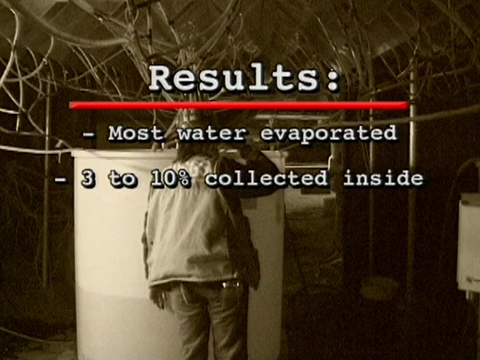 Results:
- Most water evaporated
- 3 to 10% collected inside